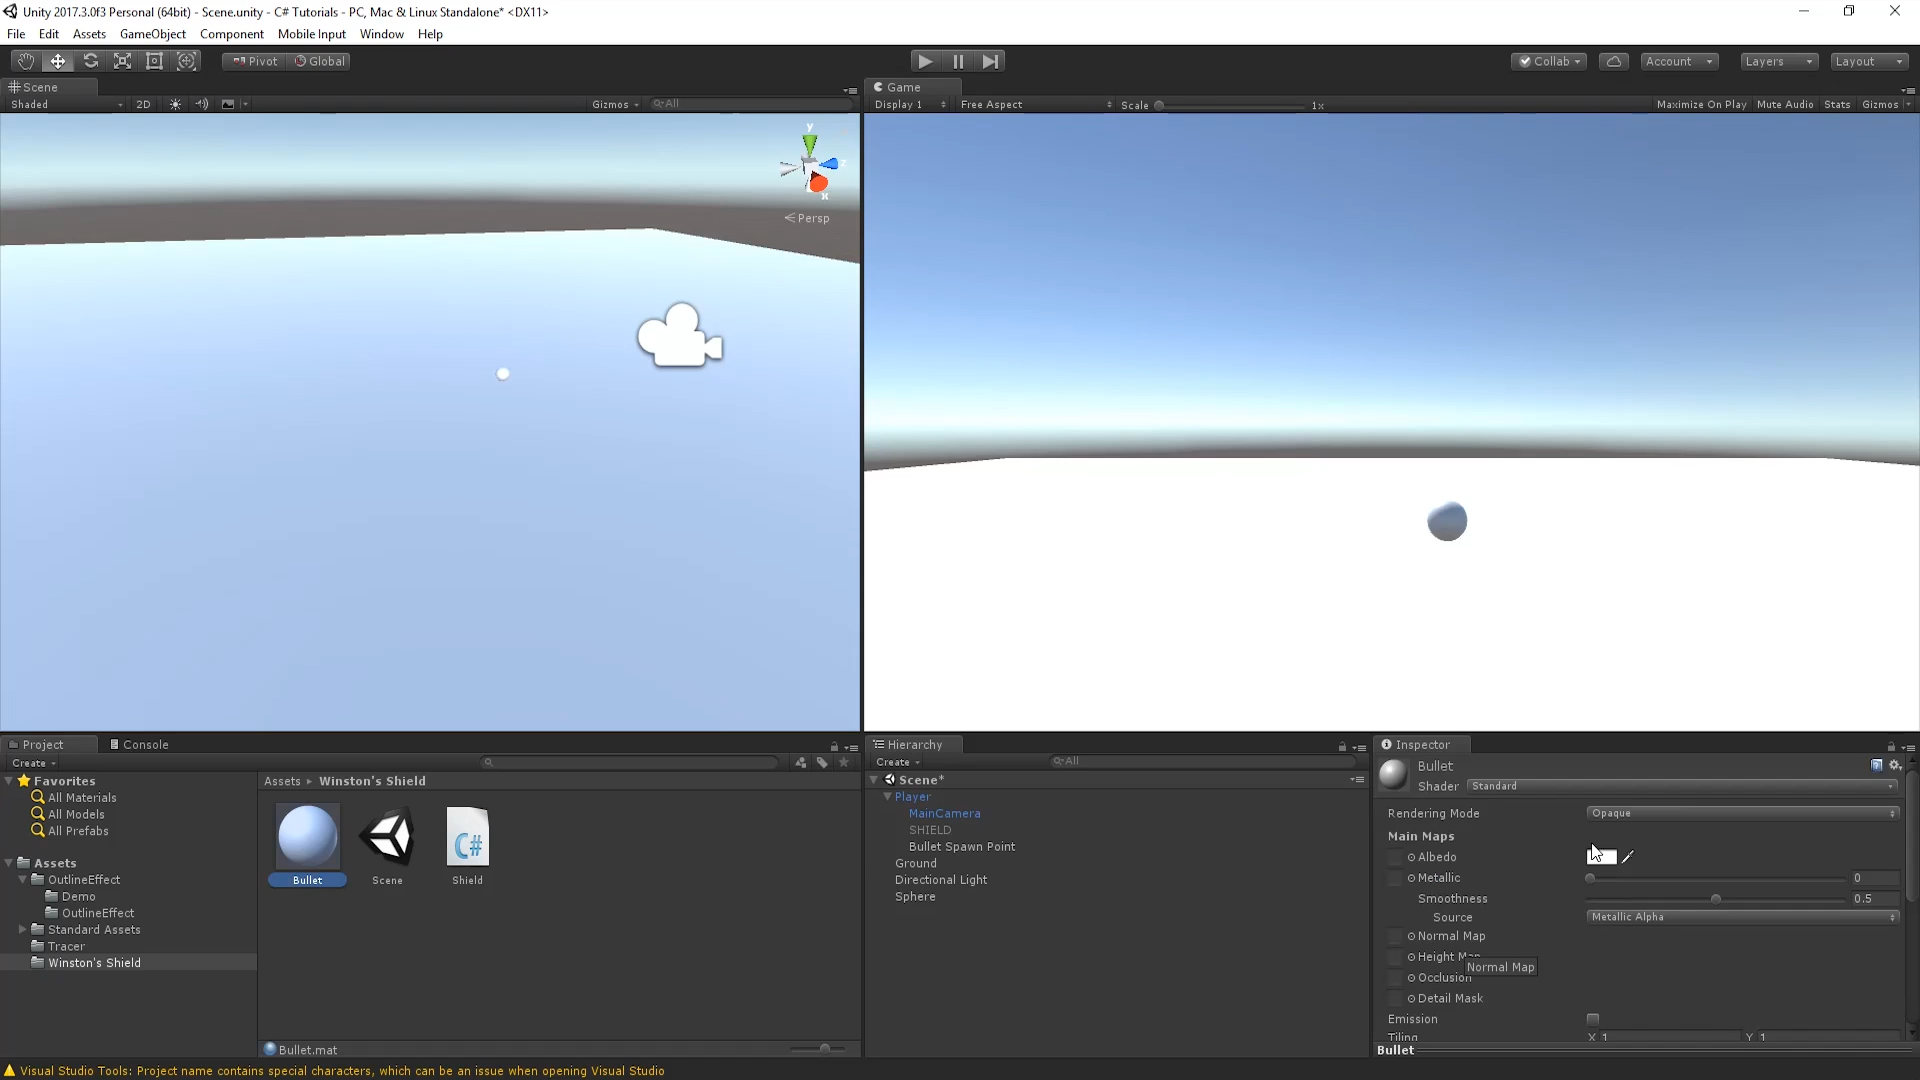 Unity 2017.3.0f3 Personal (64bit) - Scene.unity - C# Tutorials - PC, Mac & Linux Standalone* <DX11>
File Edit Assets GameObject Component Mobile Input Window Help
Pivot Global Collab Account Layers Layout
Scene
Shaded 2D Gizmos All
y
z
x
Persp
Game
Display 1 Free Aspect Scale 1x Maximize On Play Mute Audio Stats Gizmos
Project Console
Create
Favorites
All Materials
All Models
All Prefabs
Assets
OutlineEffect
Demo
OutlineEffect
Standard Assets
Tracer
Winston's Shield
Assets Winston's Shield
C#
Bullet Scene Shield
Bullet.mat
Hierarchy
Create All
Scene*
Player
MainCamera
SHIELD
Bullet Spawn Point
Ground
Directional Light
Sphere
Inspector
Bullet
Shader Standard
Rendering Mode Opaque
Main Maps
Albedo
Metallic 0
Smoothness 0.5
Source Metallic Alpha
Normal Map
Height Map
Normal Map
Occlusion
Detail Mask
Emission
Tiling X 1 Y 1
Bullet
Visual Studio Tools: Project name contains special characters, which can be an issue when opening Visual Studio